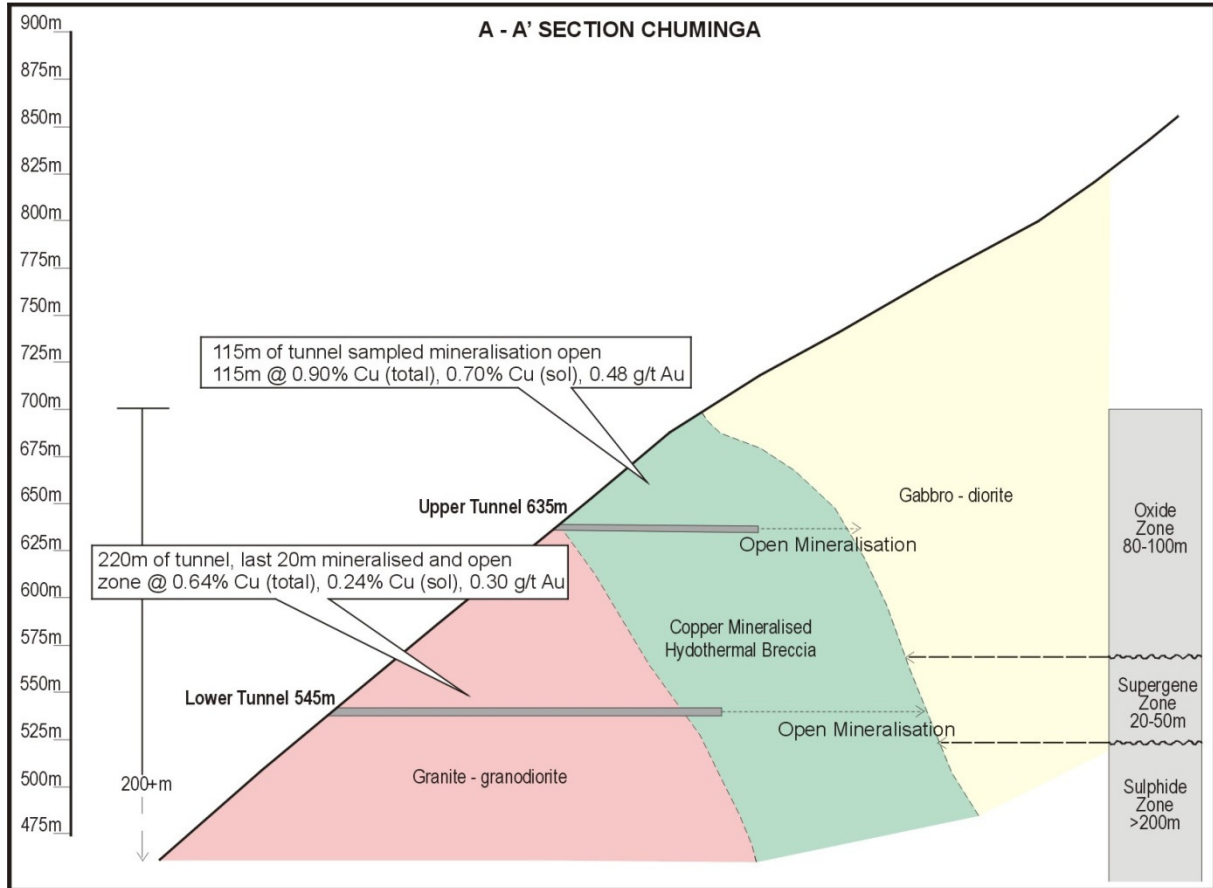 A - A' SECTION CHUMINGA
900m
875m
850m
825m
800m
775m
750m
725m
700m
675m
650m
625m
600m
575m
550m
525m
500m
475m
200+m
115m of tunnel sampled mineralisation open
115m @ 0.90% Cu (total), 0.70% Cu (sol), 0.48 g/t Au
Upper Tunnel 635m
Open Mineralisation
220m of tunnel, last 20m mineralised and open
zone @ 0.64% Cu (total), 0.24% Cu (sol), 0.30 g/t Au
Lower Tunnel 545m
Open Mineralisation
Gabbro - diorite
Copper Mineralised
Hydothermal Breccia
Granite - granodiorite
Oxide
Zone
80-100m
Supergene
Zone
20-50m
Sulphide
Zone
>200m